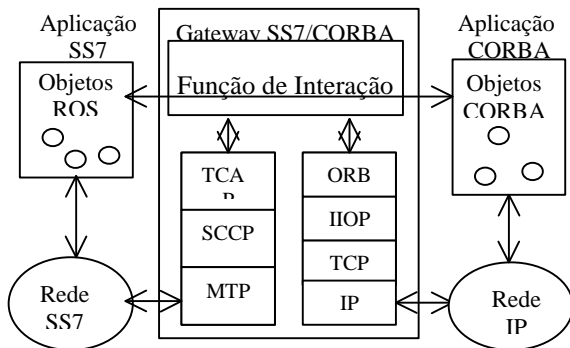 Aplicação
SS7
Gateway SS7/CORBA
Aplicação
CORBA
Objetos
ROS
Função de Interação
Objetos
CORBA
TCA
P
SCCP
MTP
ORB
IIOP
TCP
IP
Rede
SS7
Rede
IP